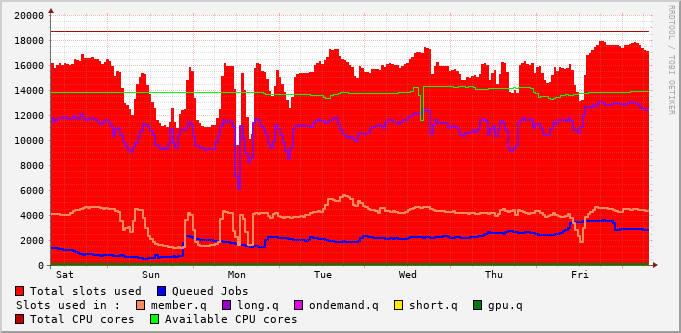 20000
18000
16000
14000
12000
10000
8000
6000
4000
2000
0
Sat Sun Mon Tue Wed Thu Fri
RRDTOOL / TOBI OETIKER
Total slots used Queued Jobs
Slots used in : member.q long.q ondemand.q short.q gpu.q
Total CPU cores Available CPU cores